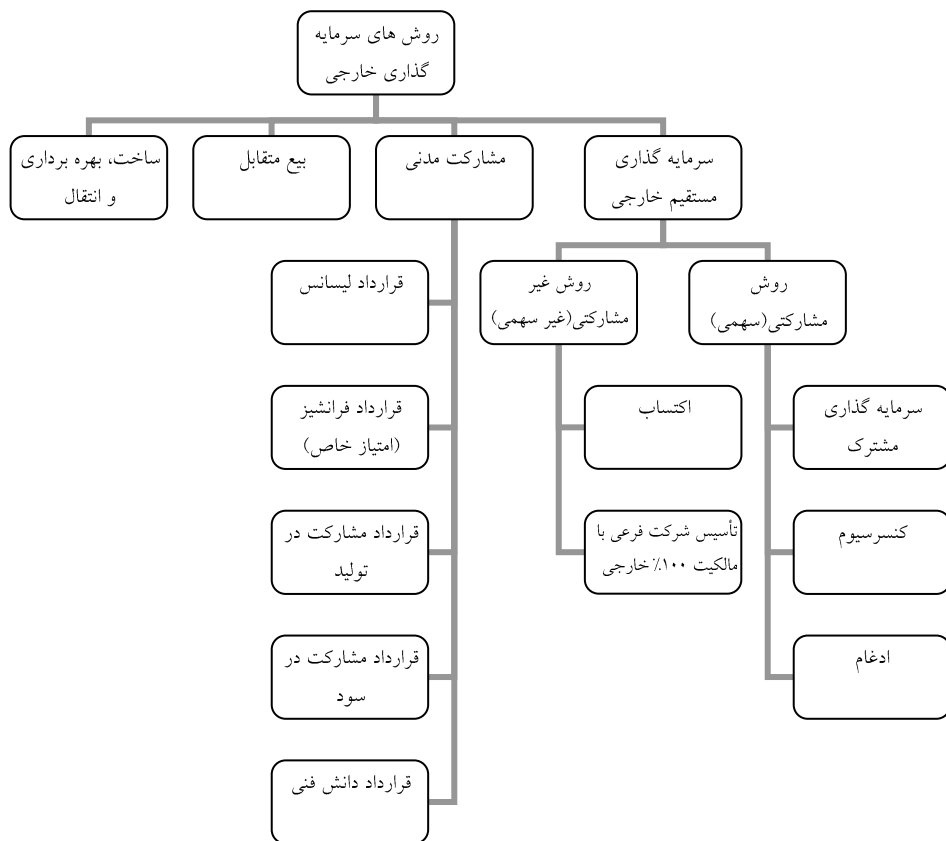 روش های سرمایه
گذاری خارجی
سرمایه گذاری
مستقیم خارجی
مشارکت مدنی
بیع متقابل
ساخت، بهره برداری
و انتقال
روش
مشارکتی(سهمی)
روش غیر
مشارکتی(غیر سهمی)
قرارداد لیسانس
سرمایه گذاری
مشترک
اکتساب
قرارداد فرانشیز
(امتیاز خاص)
کنسرسیوم
تأسیس شرکت فرعی با
مالکیت ۱۰۰٪ خارجی
قرارداد مشارکت در
تولید
ادغام
قرارداد مشارکت در
سود
قرارداد دانش فنی